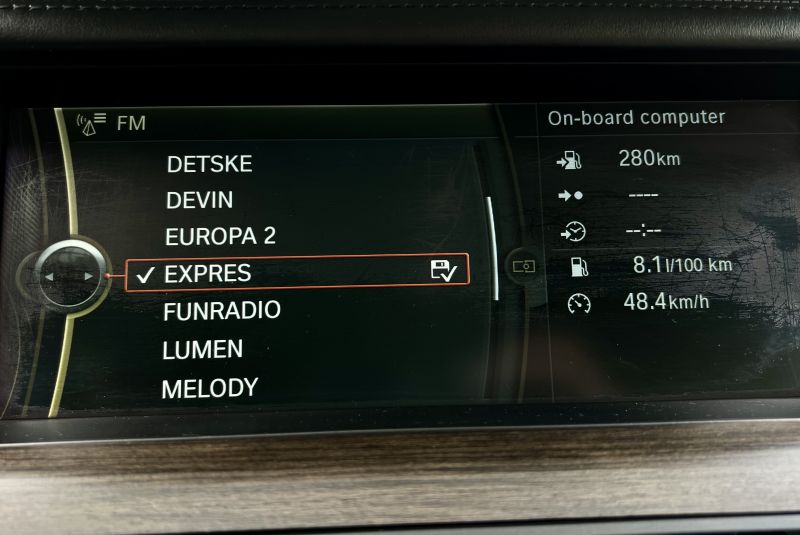 FM
DETSKE
DEVIN
EUROPA 2
EXPRES
FUNRADIO
LUMEN
MELODY
On-board computer
280km
----
--:--
8.1l/100 km
48.4km/h